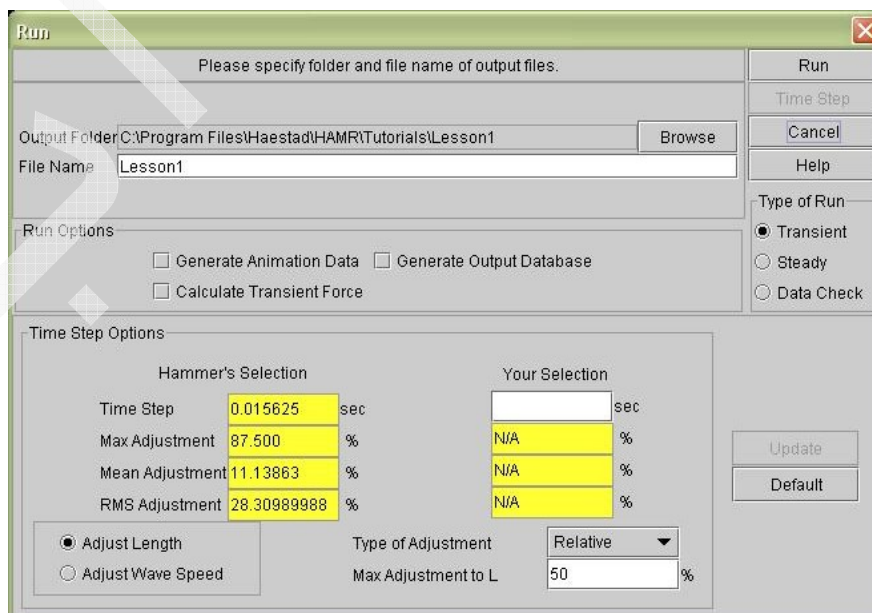 Run
Please specify folder and file name of output files.
Run
Time Step
Output Folder C:\Program Files\Haestad\HAMR\Tutorials\Lesson1 Browse
Cancel
File Name Lesson1
Help
Type of Run
Run Options
Transient
Generate Animation Data Generate Output Database
Steady
Calculate Transient Force
Data Check
Time Step Options
Hammer's Selection Your Selection
Time Step 0.015625 sec sec
Max Adjustment 87.500 % N/A %
Mean Adjustment 11.13863 % N/A %
RMS Adjustment 28.30989988 % N/A %
Update
Default
Adjust Length Type of Adjustment Relative
Adjust Wave Speed Max Adjustment to L 50 %